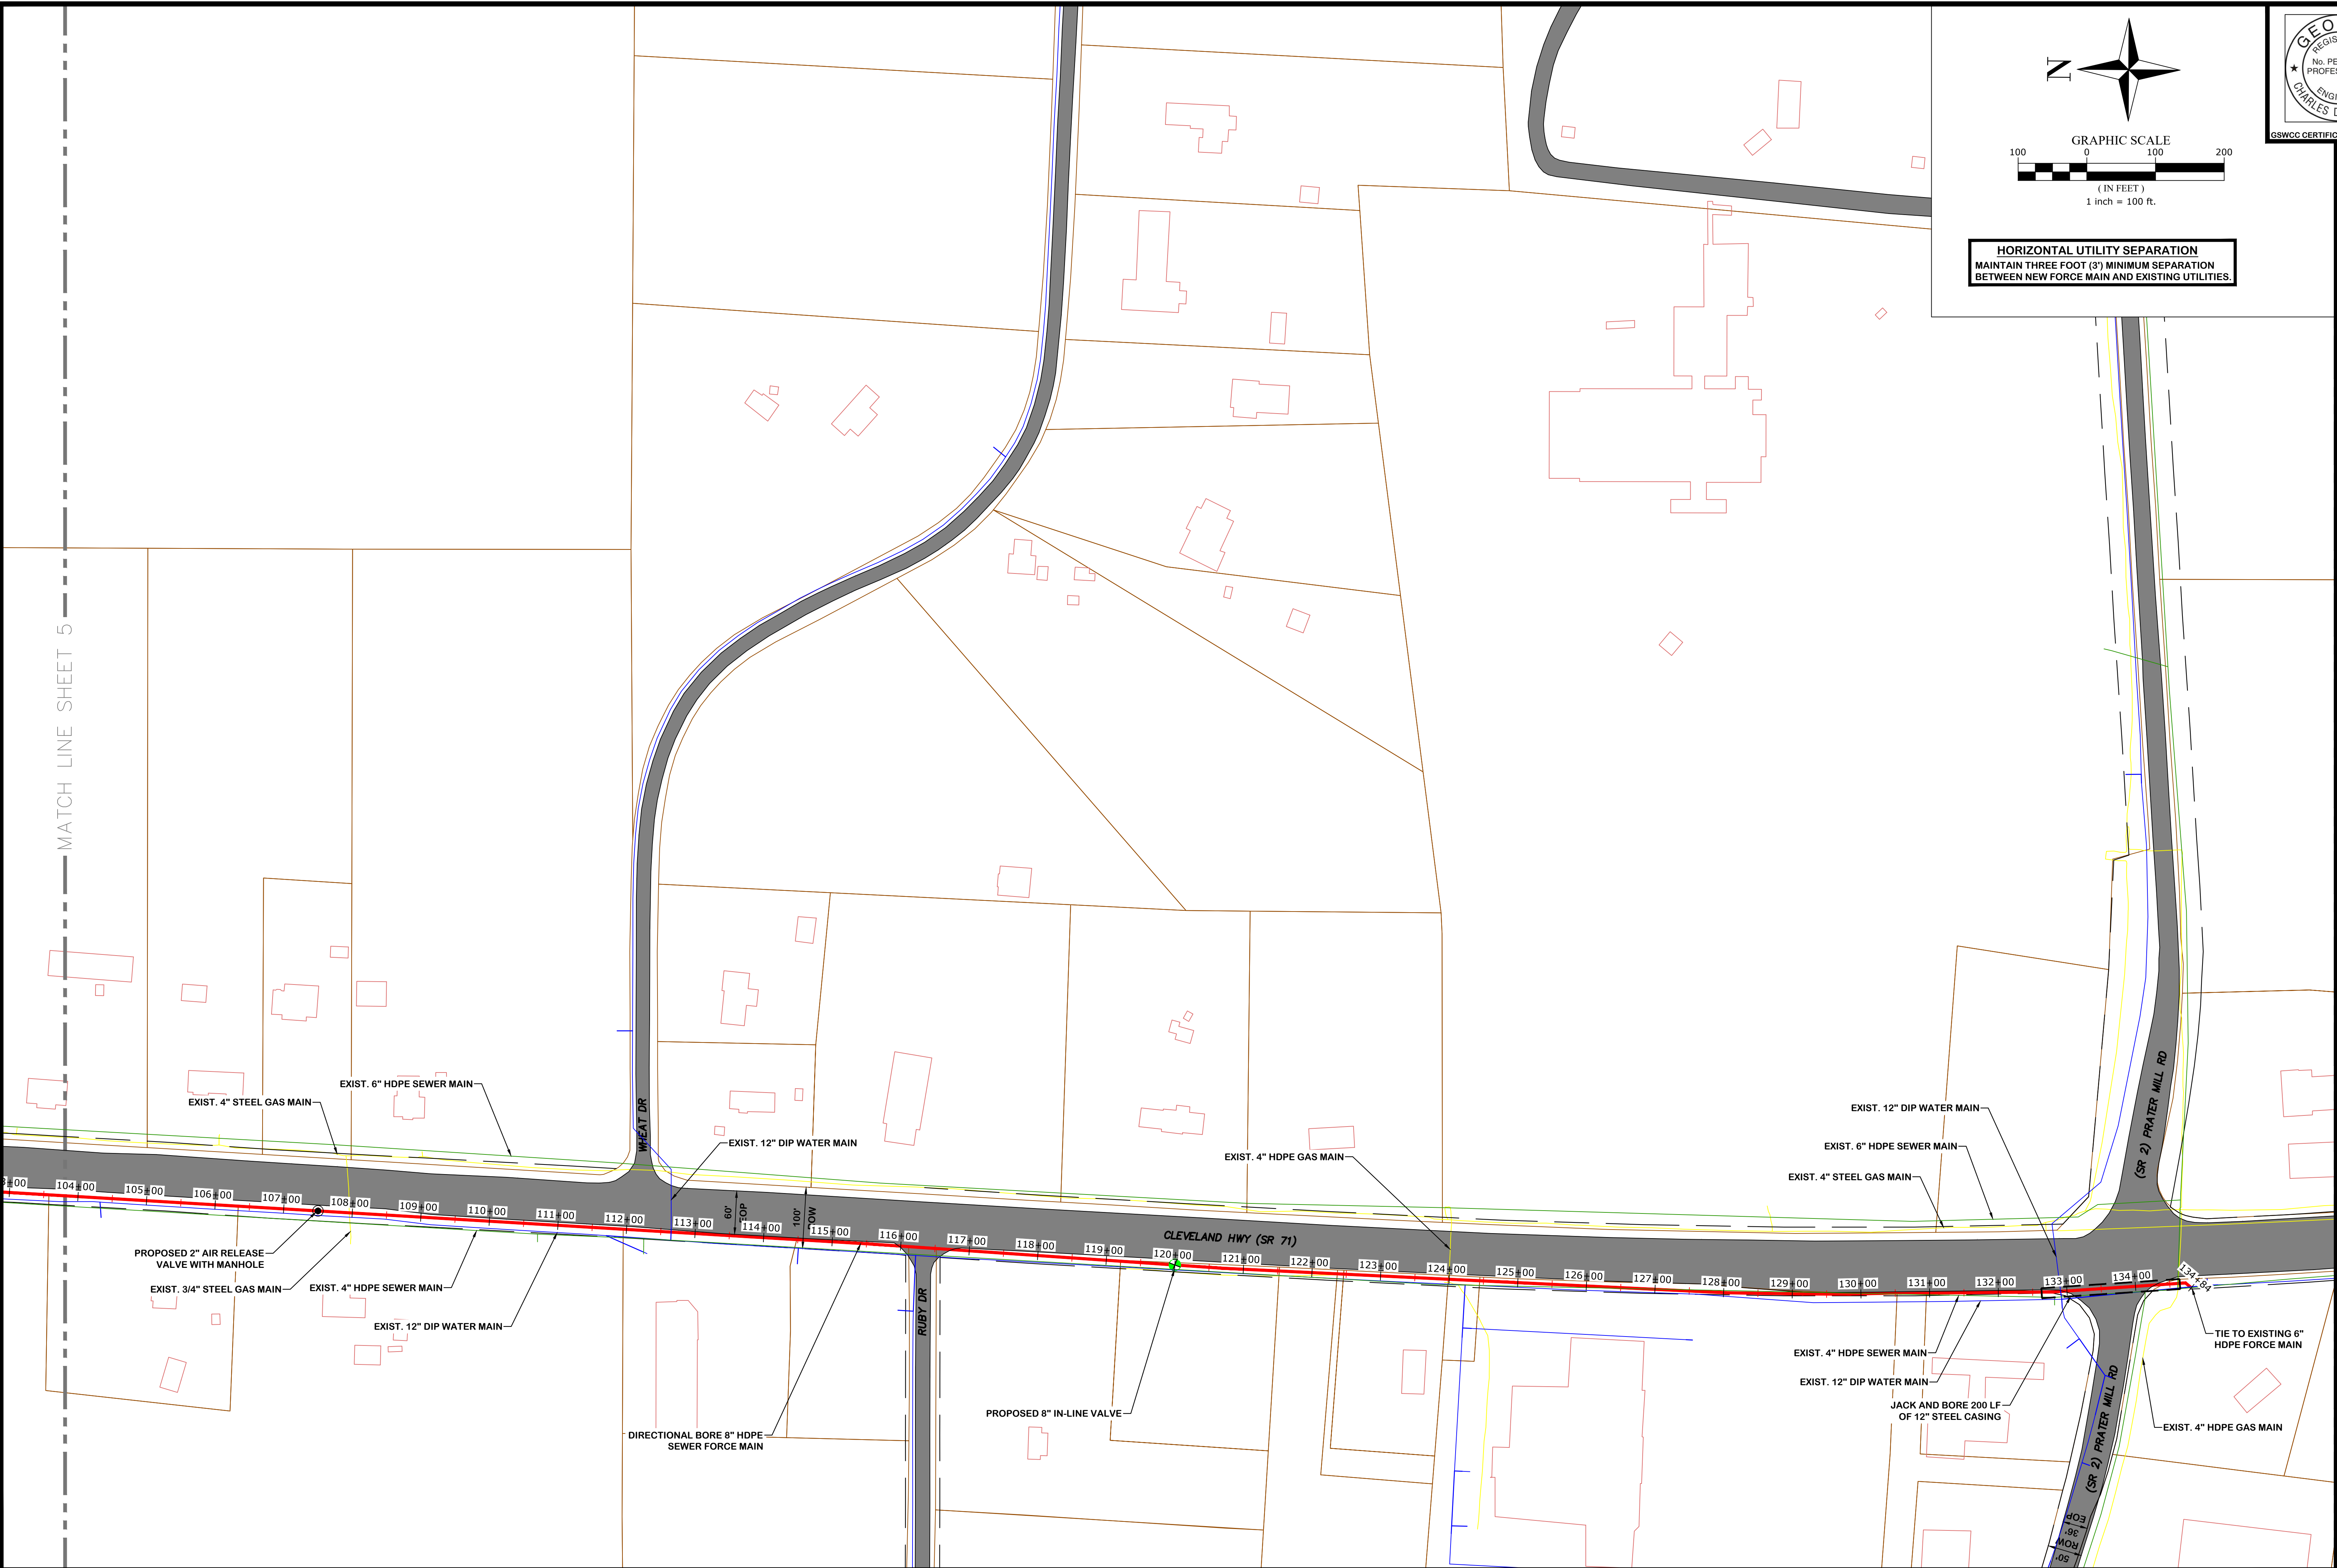 N
GRAPHIC SCALE
100 0 100 200
( IN FEET )
1 inch = 100 ft.
No. PE
GSWCC CERTIFIC
HORIZONTAL UTILITY SEPARATION
MAINTAIN THREE FOOT (3') MINIMUM SEPARATION
BETWEEN NEW FORCE MAIN AND EXISTING UTILITIES.
MATCH LINE SHEET 5
EXIST. 6" HDPE SEWER MAIN
EXIST. 4" STEEL GAS MAIN
WHEAT DR
EXIST. 12" DIP WATER MAIN
EXIST. 4" HDPE GAS MAIN
EXIST. 12" DIP WATER MAIN
EXIST. 6" HDPE SEWER MAIN
EXIST. 4" STEEL GAS MAIN
(SR 2) PRATER MILL RD
60'
EOP
100'
ROW
CLEVELAND HWY (SR 71)
3+00
104+00
105+00
106+00
107+00
108+00
109+00
110+00
111+00
112+00
113+00
114+00
115+00
116+00
117+00
118+00
119+00
120+00
121+00
122+00
123+00
124+00
125+00
126+00
127+00
128+00
129+00
130+00
131+00
132+00
133+00
134+00
134+84
PROPOSED 2" AIR RELEASE
VALVE WITH MANHOLE
EXIST. 3/4" STEEL GAS MAIN
EXIST. 4" HDPE SEWER MAIN
EXIST. 12" DIP WATER MAIN
DIRECTIONAL BORE 8" HDPE
SEWER FORCE MAIN
RUBY DR
PROPOSED 8" IN-LINE VALVE
EXIST. 4" HDPE SEWER MAIN
EXIST. 12" DIP WATER MAIN
JACK AND BORE 200 LF
OF 12" STEEL CASING
TIE TO EXISTING 6"
HDPE FORCE MAIN
EXIST. 4" HDPE GAS MAIN
(SR 2) PRATER MILL RD
EOP
36'
ROW
50'